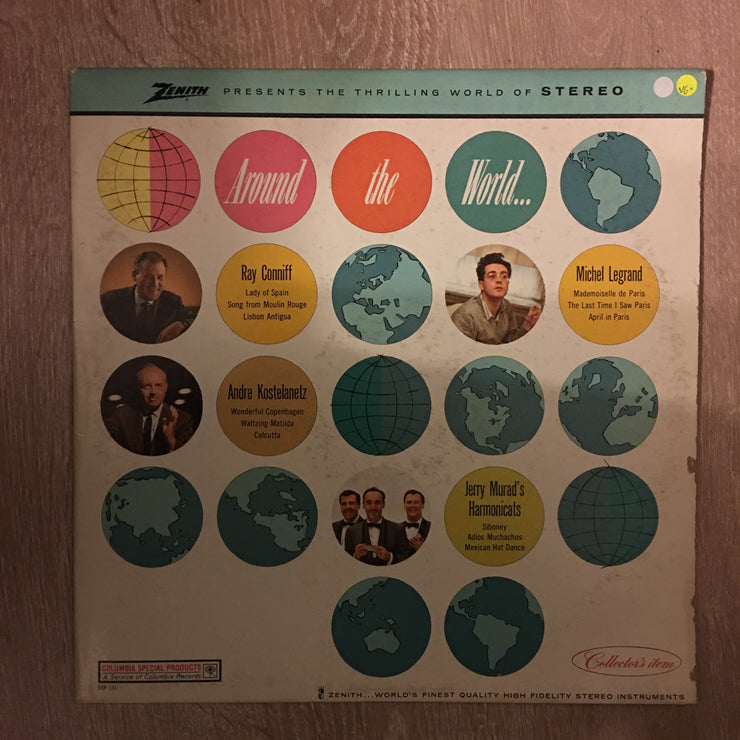 ZENITH PRESENTS THE THRILLING WORLD OF STEREO
VG+
Around the World...
Ray Conniff
Lady of Spain
Song from Moulin Rouge
Lisbon Antigua
Michel Legrand
Mademoiselle de Paris
The Last Time I Saw Paris
April in Paris
Andre Kostelanetz
Wonderful Copenhagen
Waltzing Matilda
Calcutta
Jerry Murad's
Harmonicats
Siboney
Adios Muchachos
Mexican Hat Dance
COLUMBIA SPECIAL PRODUCTS
A Service of Columbia Records
Collector's item
ZENITH...WORLD'S FINEST QUALITY HIGH FIDELITY STEREO INSTRUMENTS